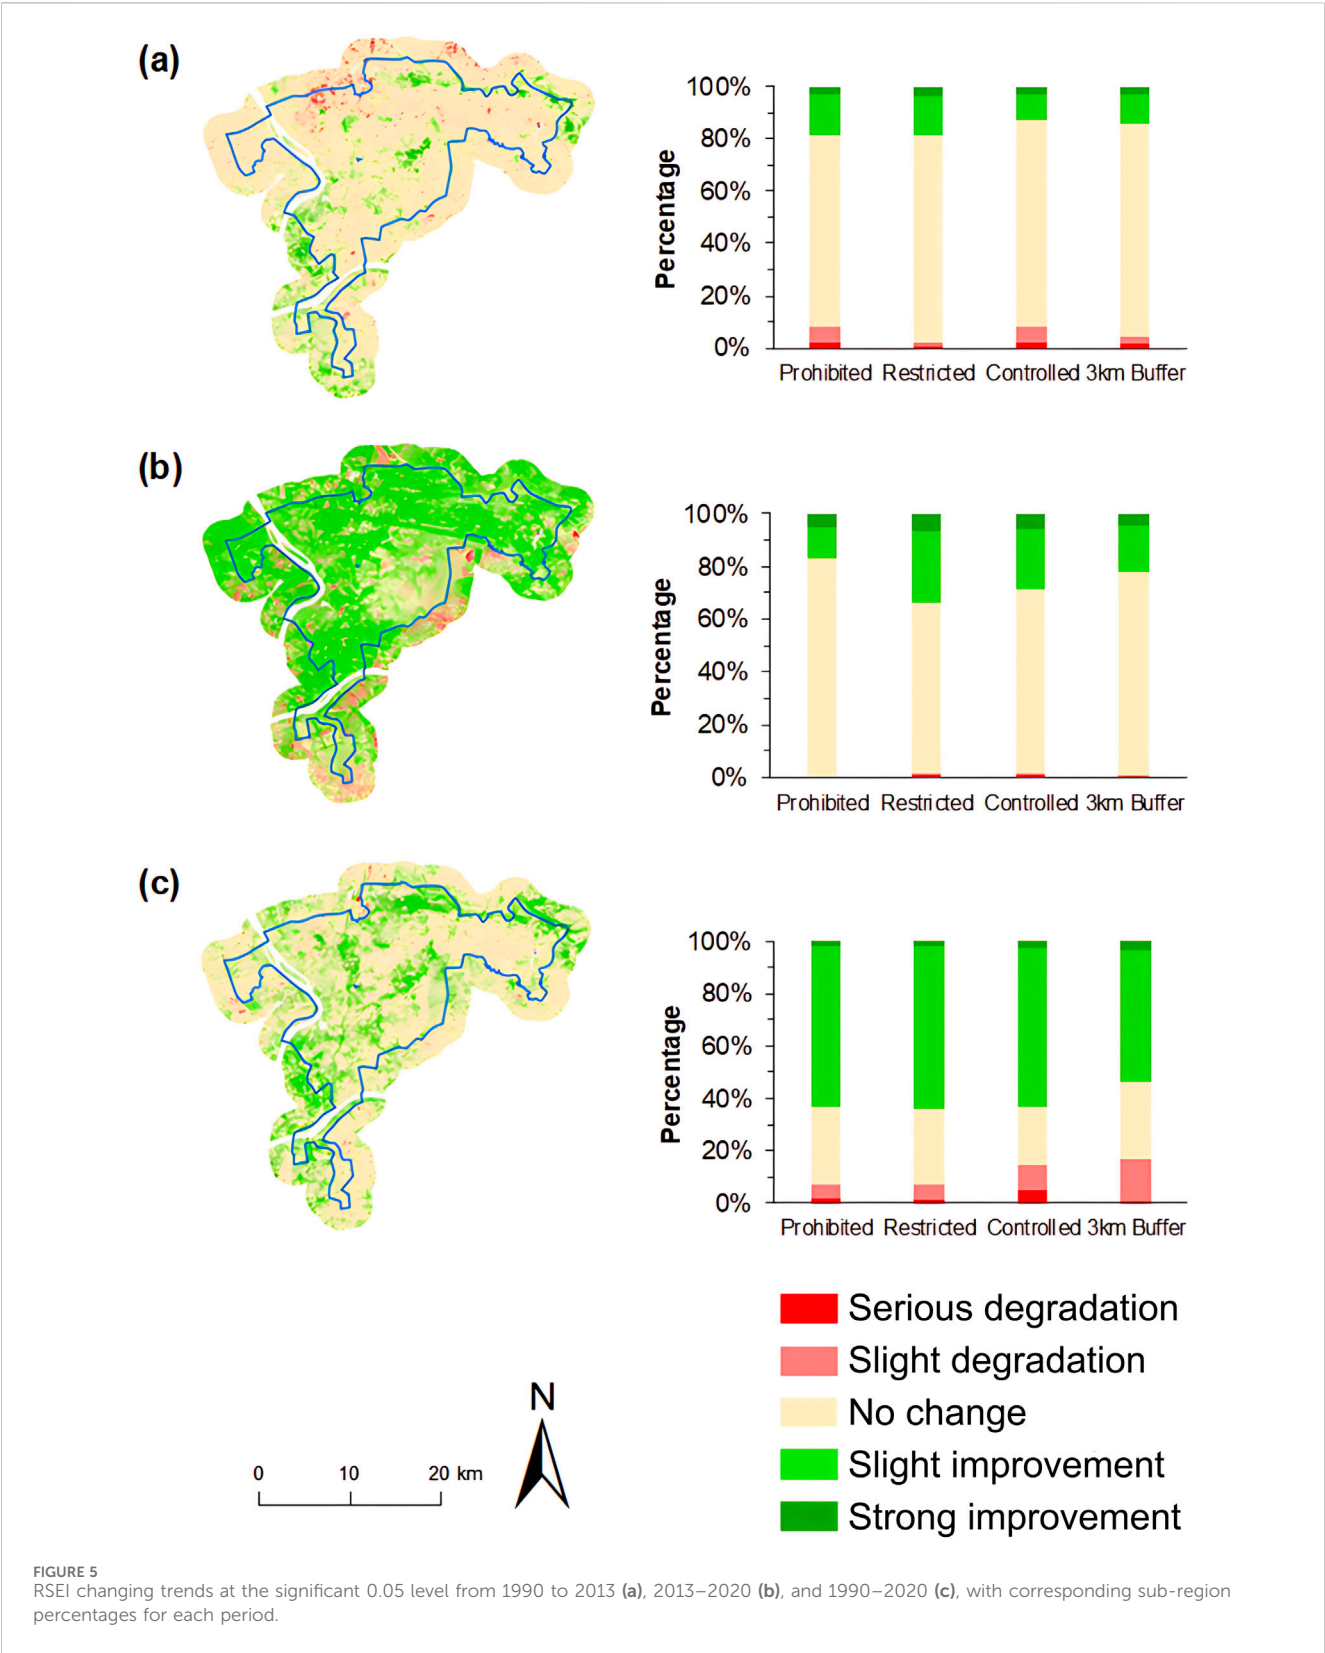 (a)
100%
80%
60%
40%
20%
0%
Percentage
Prohibited Restricted Controlled 3km Buffer
(b)
100%
80%
60%
40%
20%
0%
Percentage
Prohibited Restricted Controlled 3km Buffer
(c)
100%
80%
60%
40%
20%
0%
Percentage
Prohibited Restricted Controlled 3km Buffer
Serious degradation
Slight degradation
No change
Slight improvement
Strong improvement
N
0 10 20 km
FIGURE 5
RSEI changing trends at the significant 0.05 level from 1990 to 2013 (a), 2013–2020 (b), and 1990–2020 (c), with corresponding sub-region
percentages for each period.